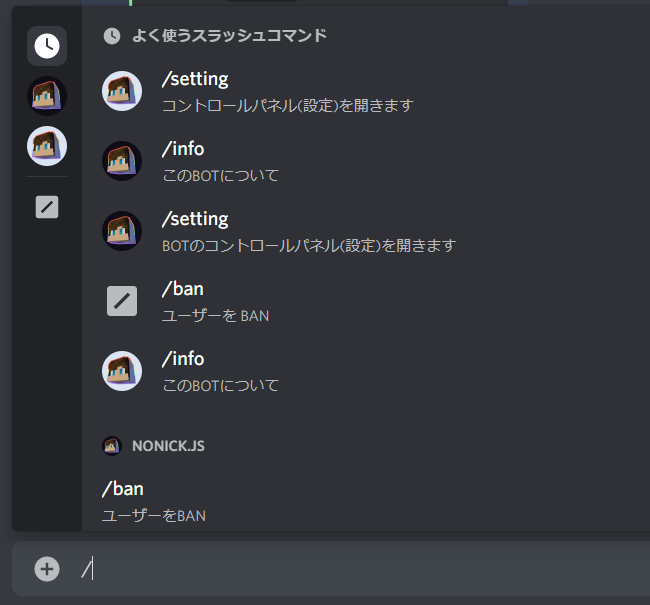 よく使うスラッシュコマンド
/setting
コントロールパネル(設定)を開きます
/info
このBOTについて
/setting
BOTのコントロールパネル(設定)を開きます
/ban
ユーザーを BAN
/info
このBOTについて
NONICK.JS
/ban
ユーザーをBAN
/